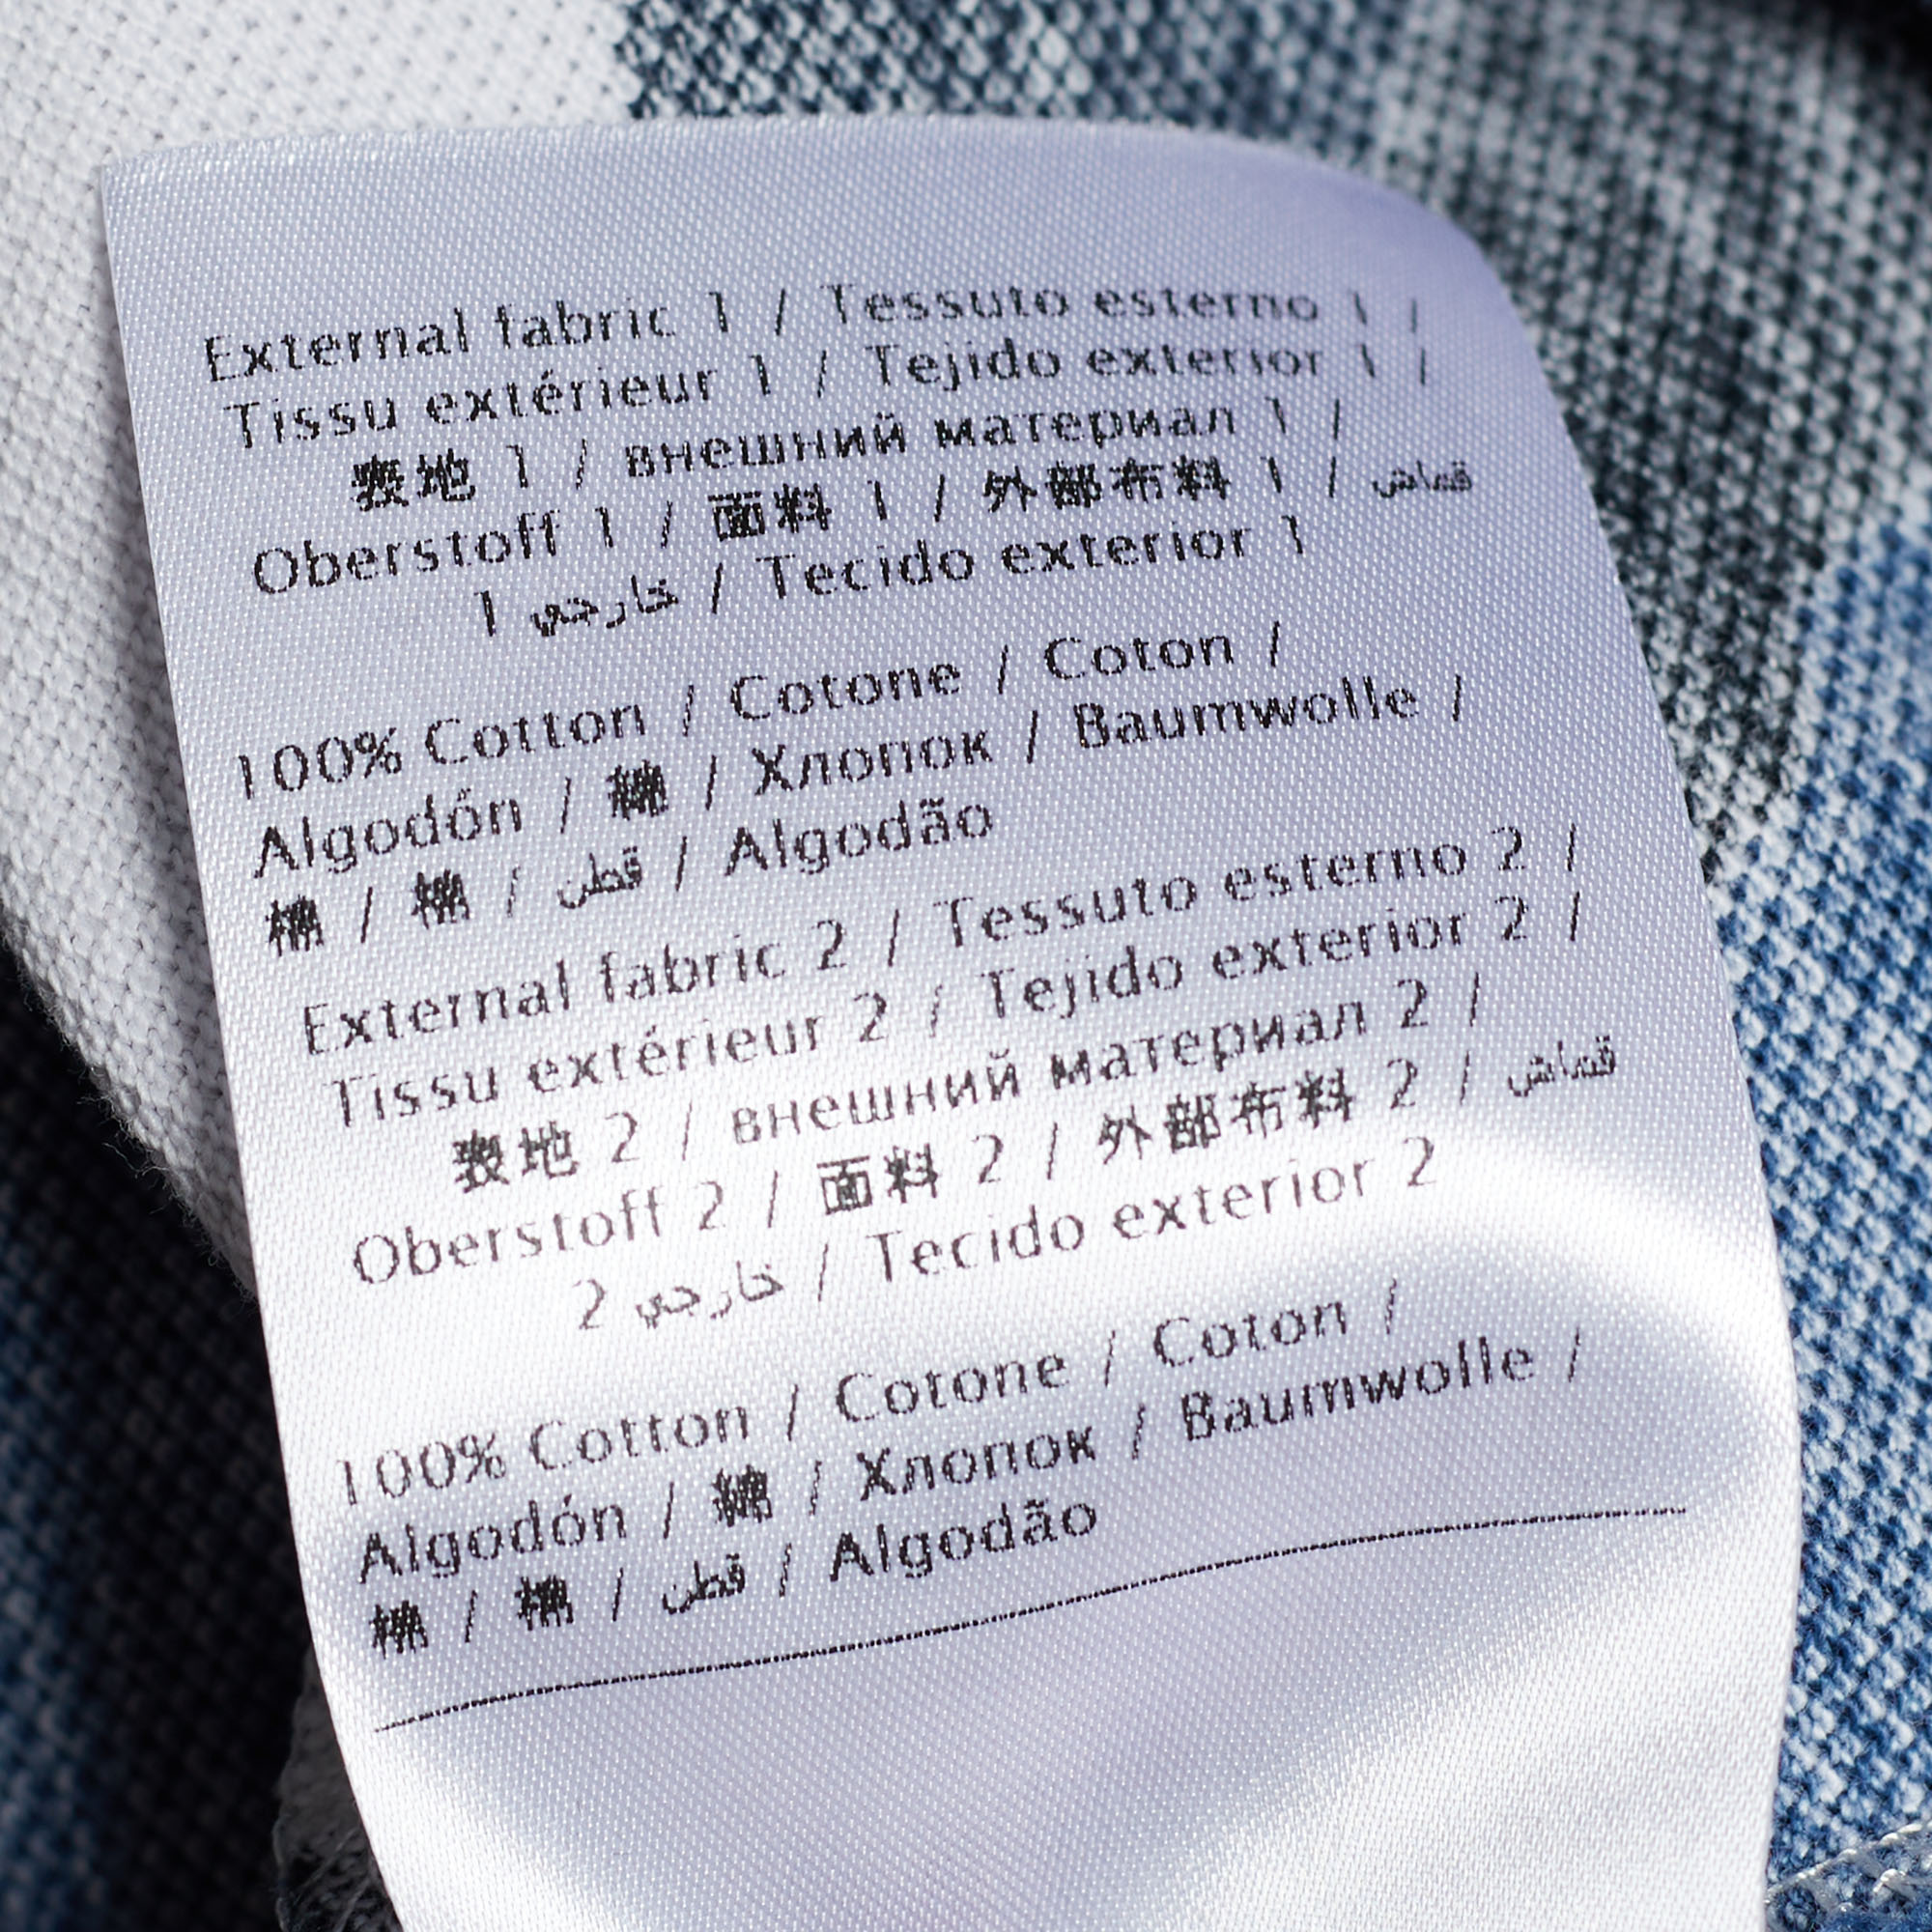 External fabric 1 / Tessuto esterno 1 /
Tissu extérieur 1 / Tejido exterior 1 /
表地 1 / внешний материал 1 /
Oberstoff 1 / 面料 1 / 外部布料 1 / قماش
1 خارجي / Tecido exterior 1
100% Cotton / Cotone / Coton /
Algodón / 綿 / Хлопок / Baumwolle /
棉 / 棉 / قطن / Algodão
External fabric 2 / Tessuto esterno 2 /
Tissu extérieur 2 / Tejido exterior 2 /
表地 2 / внешний материал 2 /
Oberstoff 2 / 面料 2 / 外部布料 2 / قماش
2 خارجي / Tecido exterior 2
100% Cotton / Cotone / Coton /
Algodón / 綿 / Хлопок / Baumwolle /
棉 / 棉 / قطن / Algodão